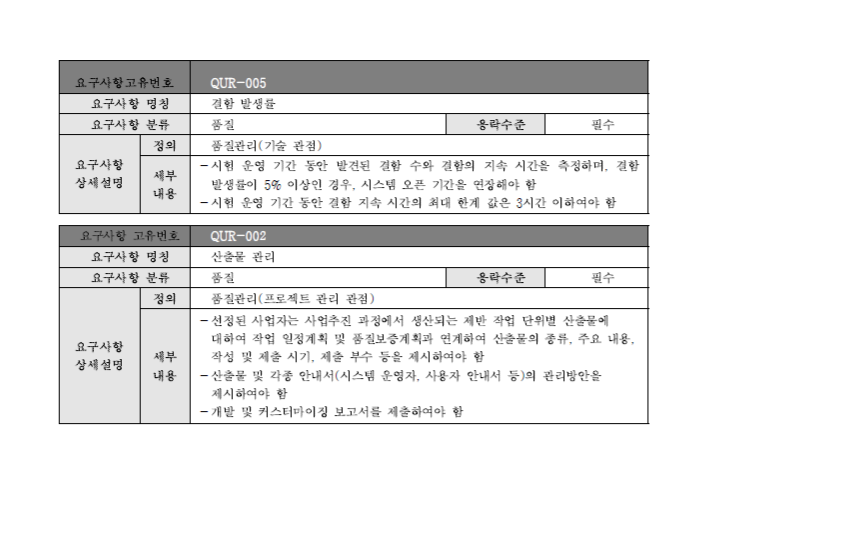 요구사항고유번호 QUR-005
요구사항 명칭 결함 발생률
요구사항 분류 품질 응락수준 필수
요구사항 상세설명 정의 품질관리(기술 관점)
세부 내용
-시험 운영 기간 동안 발견된 결함 수와 결함의 지속 시간을 측정하며, 결함
발생률이 5% 이상인 경우, 시스템 오픈 기간을 연장해야 함
-시험 운영 기간 동안 결함 지속 시간의 최대 한계 값은 3시간 이하여야 함
요구사항 고유번호 QUR-002
요구사항 명칭 산출물 관리
요구사항 분류 품질 응락수준 필수
요구사항 상세설명 정의 품질관리(프로젝트 관리 관점)
세부 내용
-선정된 사업자는 사업추진 과정에서 생산되는 제반 작업 단위별 산출물에
대하여 작업 일정계획 및 품질보증계획과 연계하여 산출물의 종류, 주요 내용,
작성 및 제출 시기, 제출 부수 등을 제시하여야 함
-산출물 및 각종 안내서(시스템 운영자, 사용자 안내서 등)의 관리방안을
제시하여야 함
-개발 및 커스터마이징 보고서를 제출하여야 함